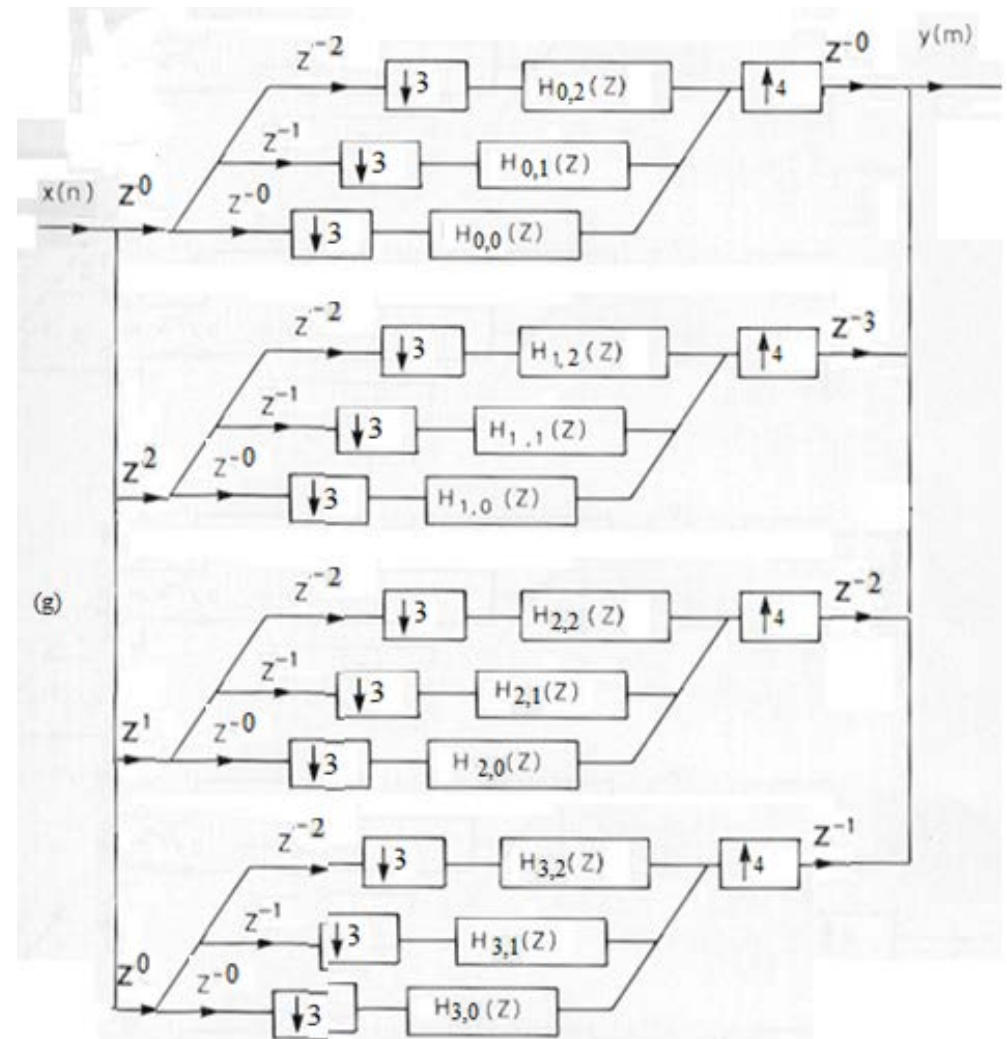 z⁻² ↓3 H0,2(Z) ↑4 z⁻⁰ y(m)
z⁻¹ ↓3 H0,1(Z)
x(n) z⁰ z⁻⁰ ↓3 H0,0(Z)
z⁻² ↓3 H1,2(Z) ↑4 z⁻³
z⁻¹ ↓3 H1,1(Z)
z² z⁻⁰ ↓3 H1,0(Z)
(g)
z⁻² ↓3 H2,2(Z) ↑4 z⁻²
z⁻¹ ↓3 H2,1(Z)
z¹ z⁻⁰ ↓3 H2,0(Z)
z⁻² ↓3 H3,2(Z) ↑4 z⁻¹
z⁻¹ ↓3 H3,1(Z)
z⁰ z⁻⁰ ↓3 H3,0(Z)